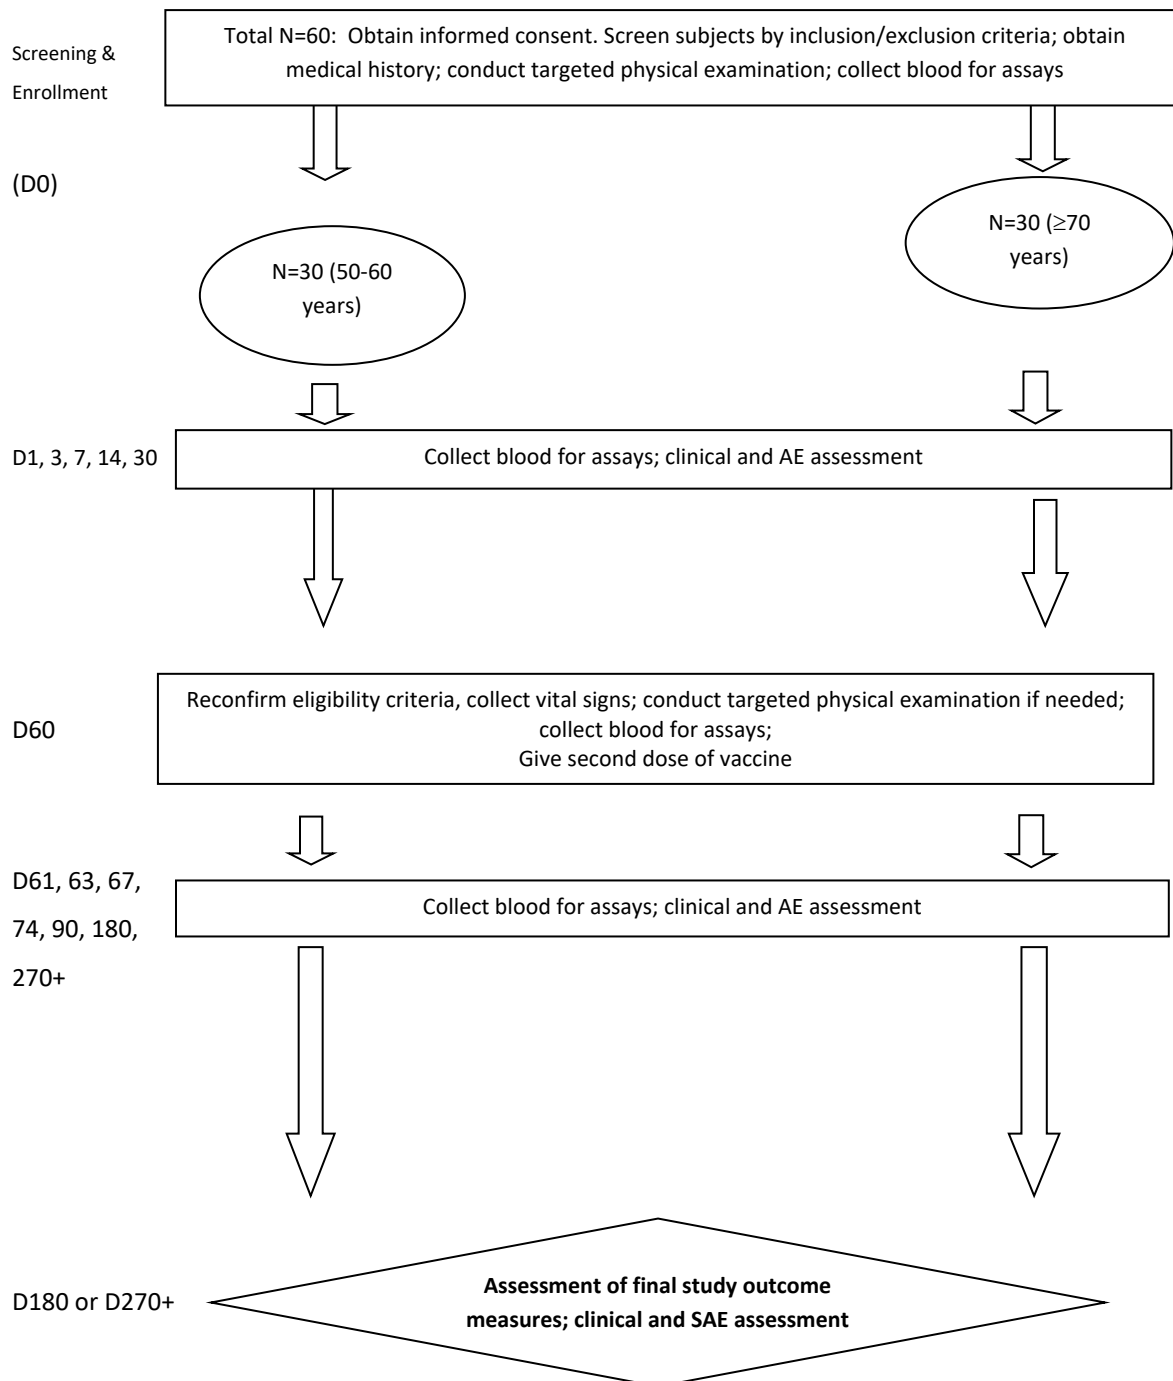 Screening &
Enrollment
Total N=60:  Obtain informed consent. Screen subjects by inclusion/exclusion criteria; obtain
medical history; conduct targeted physical examination; collect blood for assays
(D0)
N=30 (50-60
years)
N=30 (≥70
years)
D1, 3, 7, 14, 30
Collect blood for assays; clinical and AE assessment
D60
Reconfirm eligibility criteria, collect vital signs; conduct targeted physical examination if needed;
collect blood for assays;
Give second dose of vaccine
D61, 63, 67,
74, 90, 180,
270+
Collect blood for assays; clinical and AE assessment
D180 or D270+
Assessment of final study outcome
measures; clinical and SAE assessment